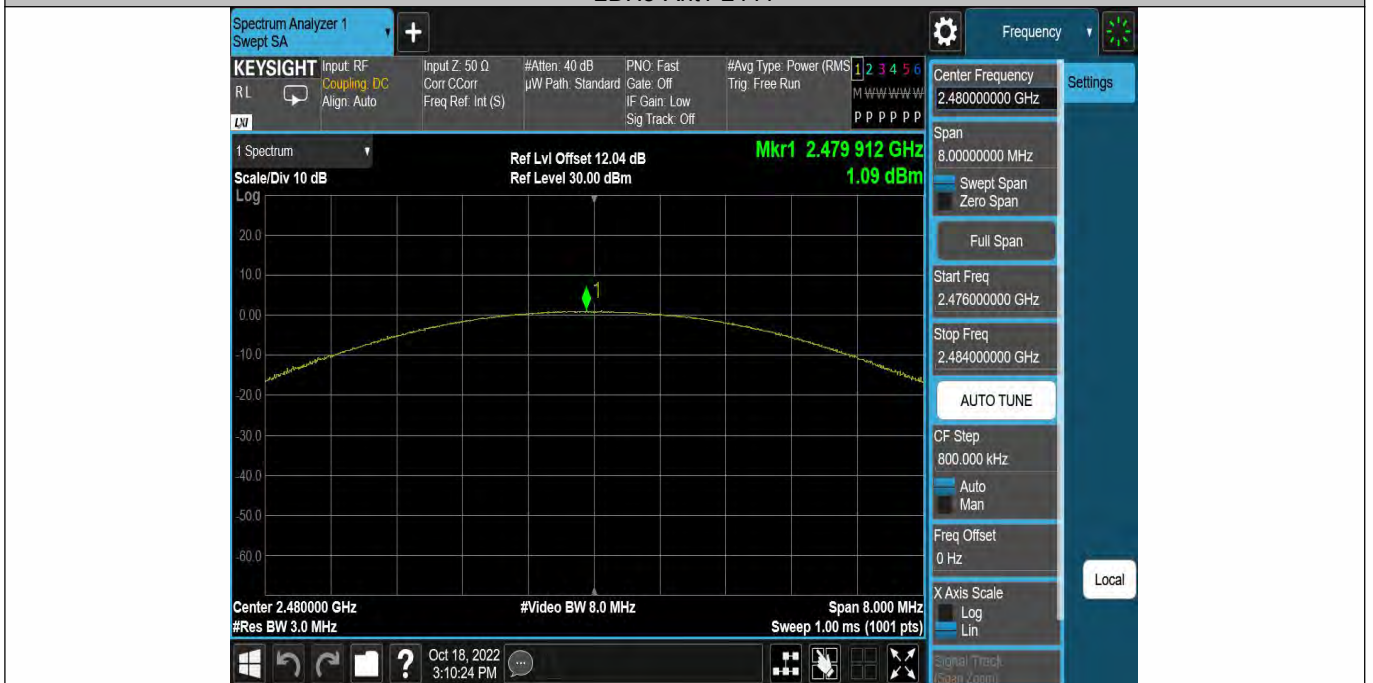 Spectrum Analyzer 1
Swept SA
+
Frequency
KEYSIGHT
RL
LXI
Input: RF
Coupling: DC
Align: Auto
Input Z: 50 Ω
Corr CCorr
Freq Ref: Int (S)
#Atten: 40 dB
µW Path: Standard
PNO: Fast
Gate: Off
IF Gain: Low
Sig Track: Off
#Avg Type: Power (RMS
Trig: Free Run
1 2 3 4 5 6
M W W W W W
P P P P P P
1 Spectrum
Scale/Div 10 dB
Log
Ref Lvl Offset 12.04 dB
Ref Level 30.00 dBm
Mkr1 2.479 912 GHz
1.09 dBm
20.0
10.0
0.00
-10.0
-20.0
-30.0
-40.0
-50.0
-60.0
1
Center 2.480000 GHz
#Res BW 3.0 MHz
#Video BW 8.0 MHz
Span 8.000 MHz
Sweep 1.00 ms (1001 pts)
Center Frequency
2.480000000 GHz
Settings
Span
8.00000000 MHz
Swept Span
Zero Span
Full Span
Start Freq
2.476000000 GHz
Stop Freq
2.484000000 GHz
AUTO TUNE
CF Step
800.000 kHz
Auto
Man
Freq Offset
0 Hz
X Axis Scale
Log
Lin
Signal Track
(Span Zoom)
Local
?
Oct 18, 2022
3:10:24 PM